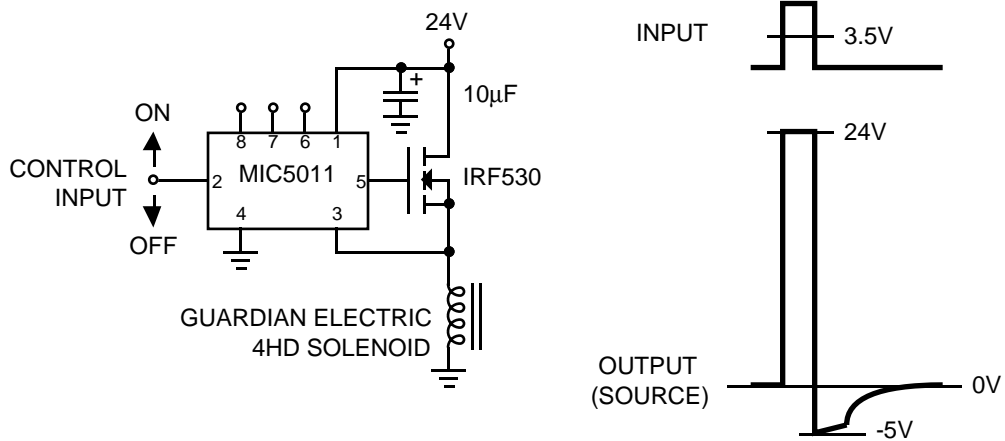 24V
+
10µF
ON
8 7 6 1
CONTROL
INPUT
2 MIC5011 5
IRF530
4 3
OFF
GUARDIAN ELECTRIC
4HD SOLENOID
INPUT
3.5V
24V
OUTPUT
(SOURCE)
0V
-5V